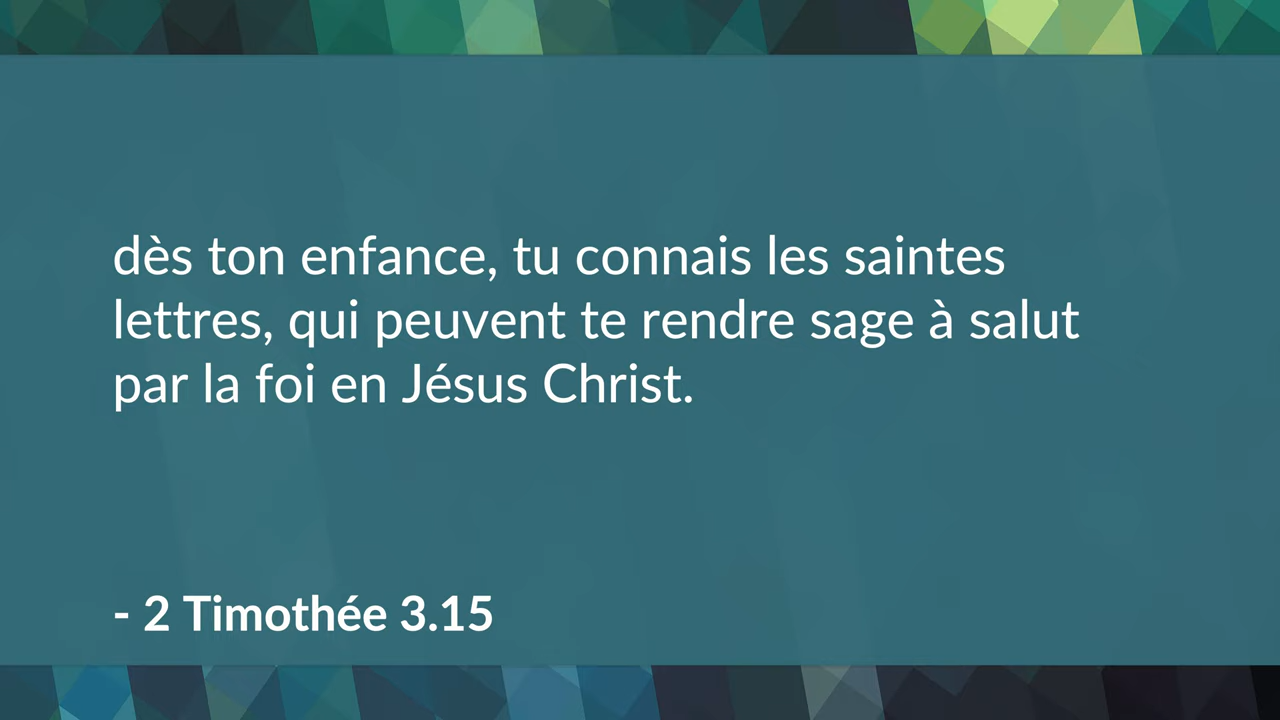 dès ton enfance, tu connais les saintes
lettres, qui peuvent te rendre sage à salut
par la foi en Jésus Christ.
- 2 Timothée 3.15